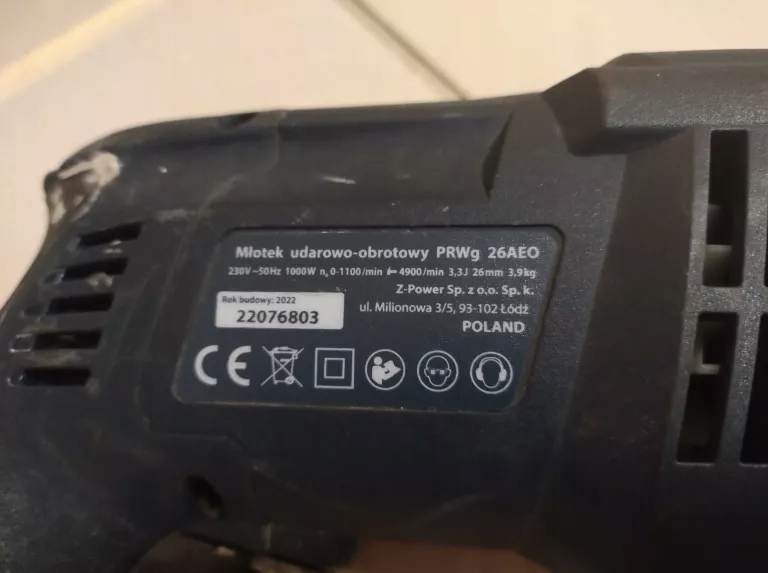 Młotek udarowo-obrotowy PRWg 26AEO
230V ~50Hz 1000W n₀ 0-1100/min 4900/min 3,3J 26mm 3,9kg
Z-Power Sp. z o.o. Sp. k.
ul. Milionowa 3/5, 93-102 Łódź
POLAND
Rok budowy: 2022
22076803
CE